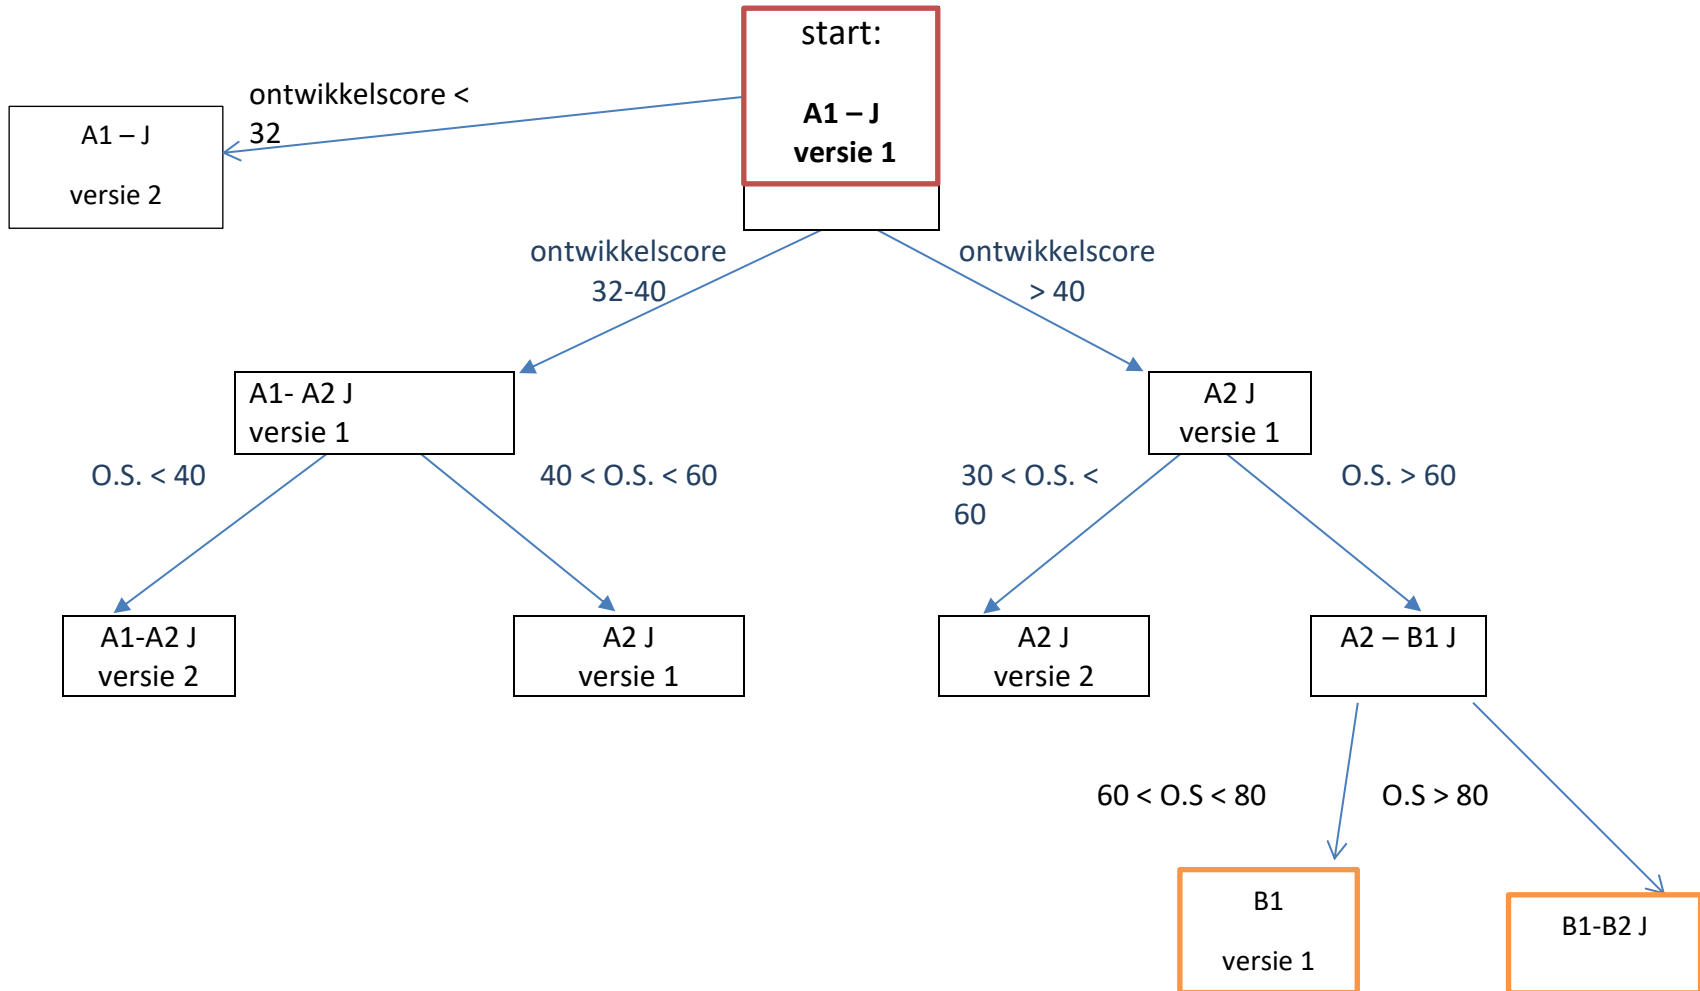 start:
A1 – J
versie 1
ontwikkelscore <
32
A1 – J
versie 2
ontwikkelscore
32-40
ontwikkelscore
> 40
A1- A2 J
versie 1
A2 J
versie 1
O.S. < 40
40 < O.S. < 60
30 < O.S. <
60
O.S. > 60
A1-A2 J
versie 2
A2 J
versie 1
A2 J
versie 2
A2 – B1 J
60 < O.S < 80
O.S > 80
B1
versie 1
B1-B2 J